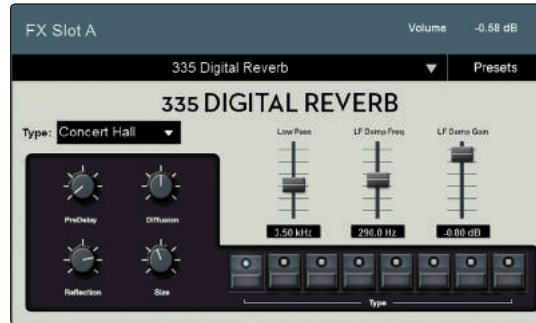 FX Slot A
Volume -0.58 dB
335 Digital Reverb
Presets
335 DIGITAL REVERB
Type: Concert Hall
Low Pass
LF Damp Freq
LF Damp Gain
3.50 kHz
290.0 Hz
-0.80 dB
PreDelay
Diffusion
Reflection
Size
Type